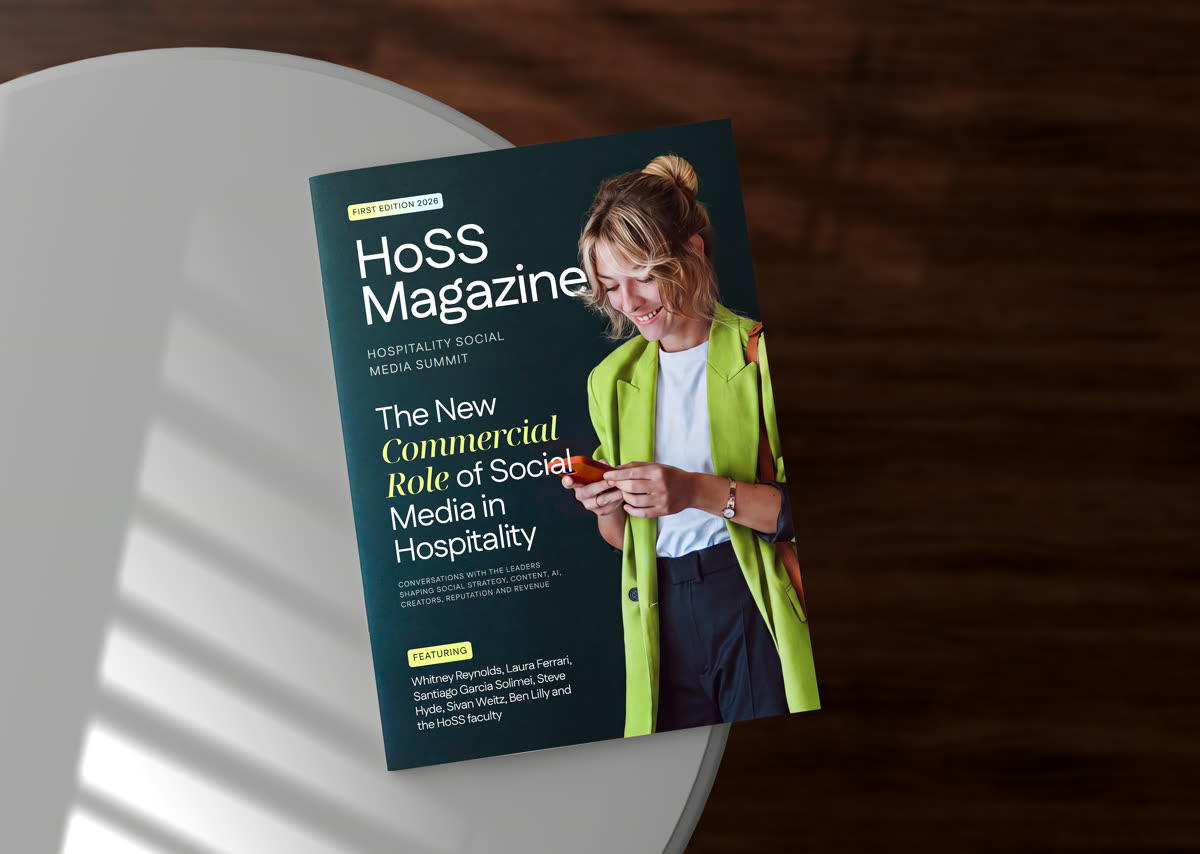 FIRST EDITION 2026
HoSS
Magazine
HOSPITALITY SOCIAL
MEDIA SUMMIT
The New
Commercial
Role of Social
Media in
Hospitality
CONVERSATIONS WITH THE LEADERS
SHAPING SOCIAL STRATEGY, CONTENT, AI,
CREATORS, REPUTATION AND REVENUE
FEATURING
Whitney Reynolds, Laura Ferrari,
Santiago Garcia Solimei, Steve
Hyde, Sivan Weitz, Ben Lilly and
the HoSS faculty